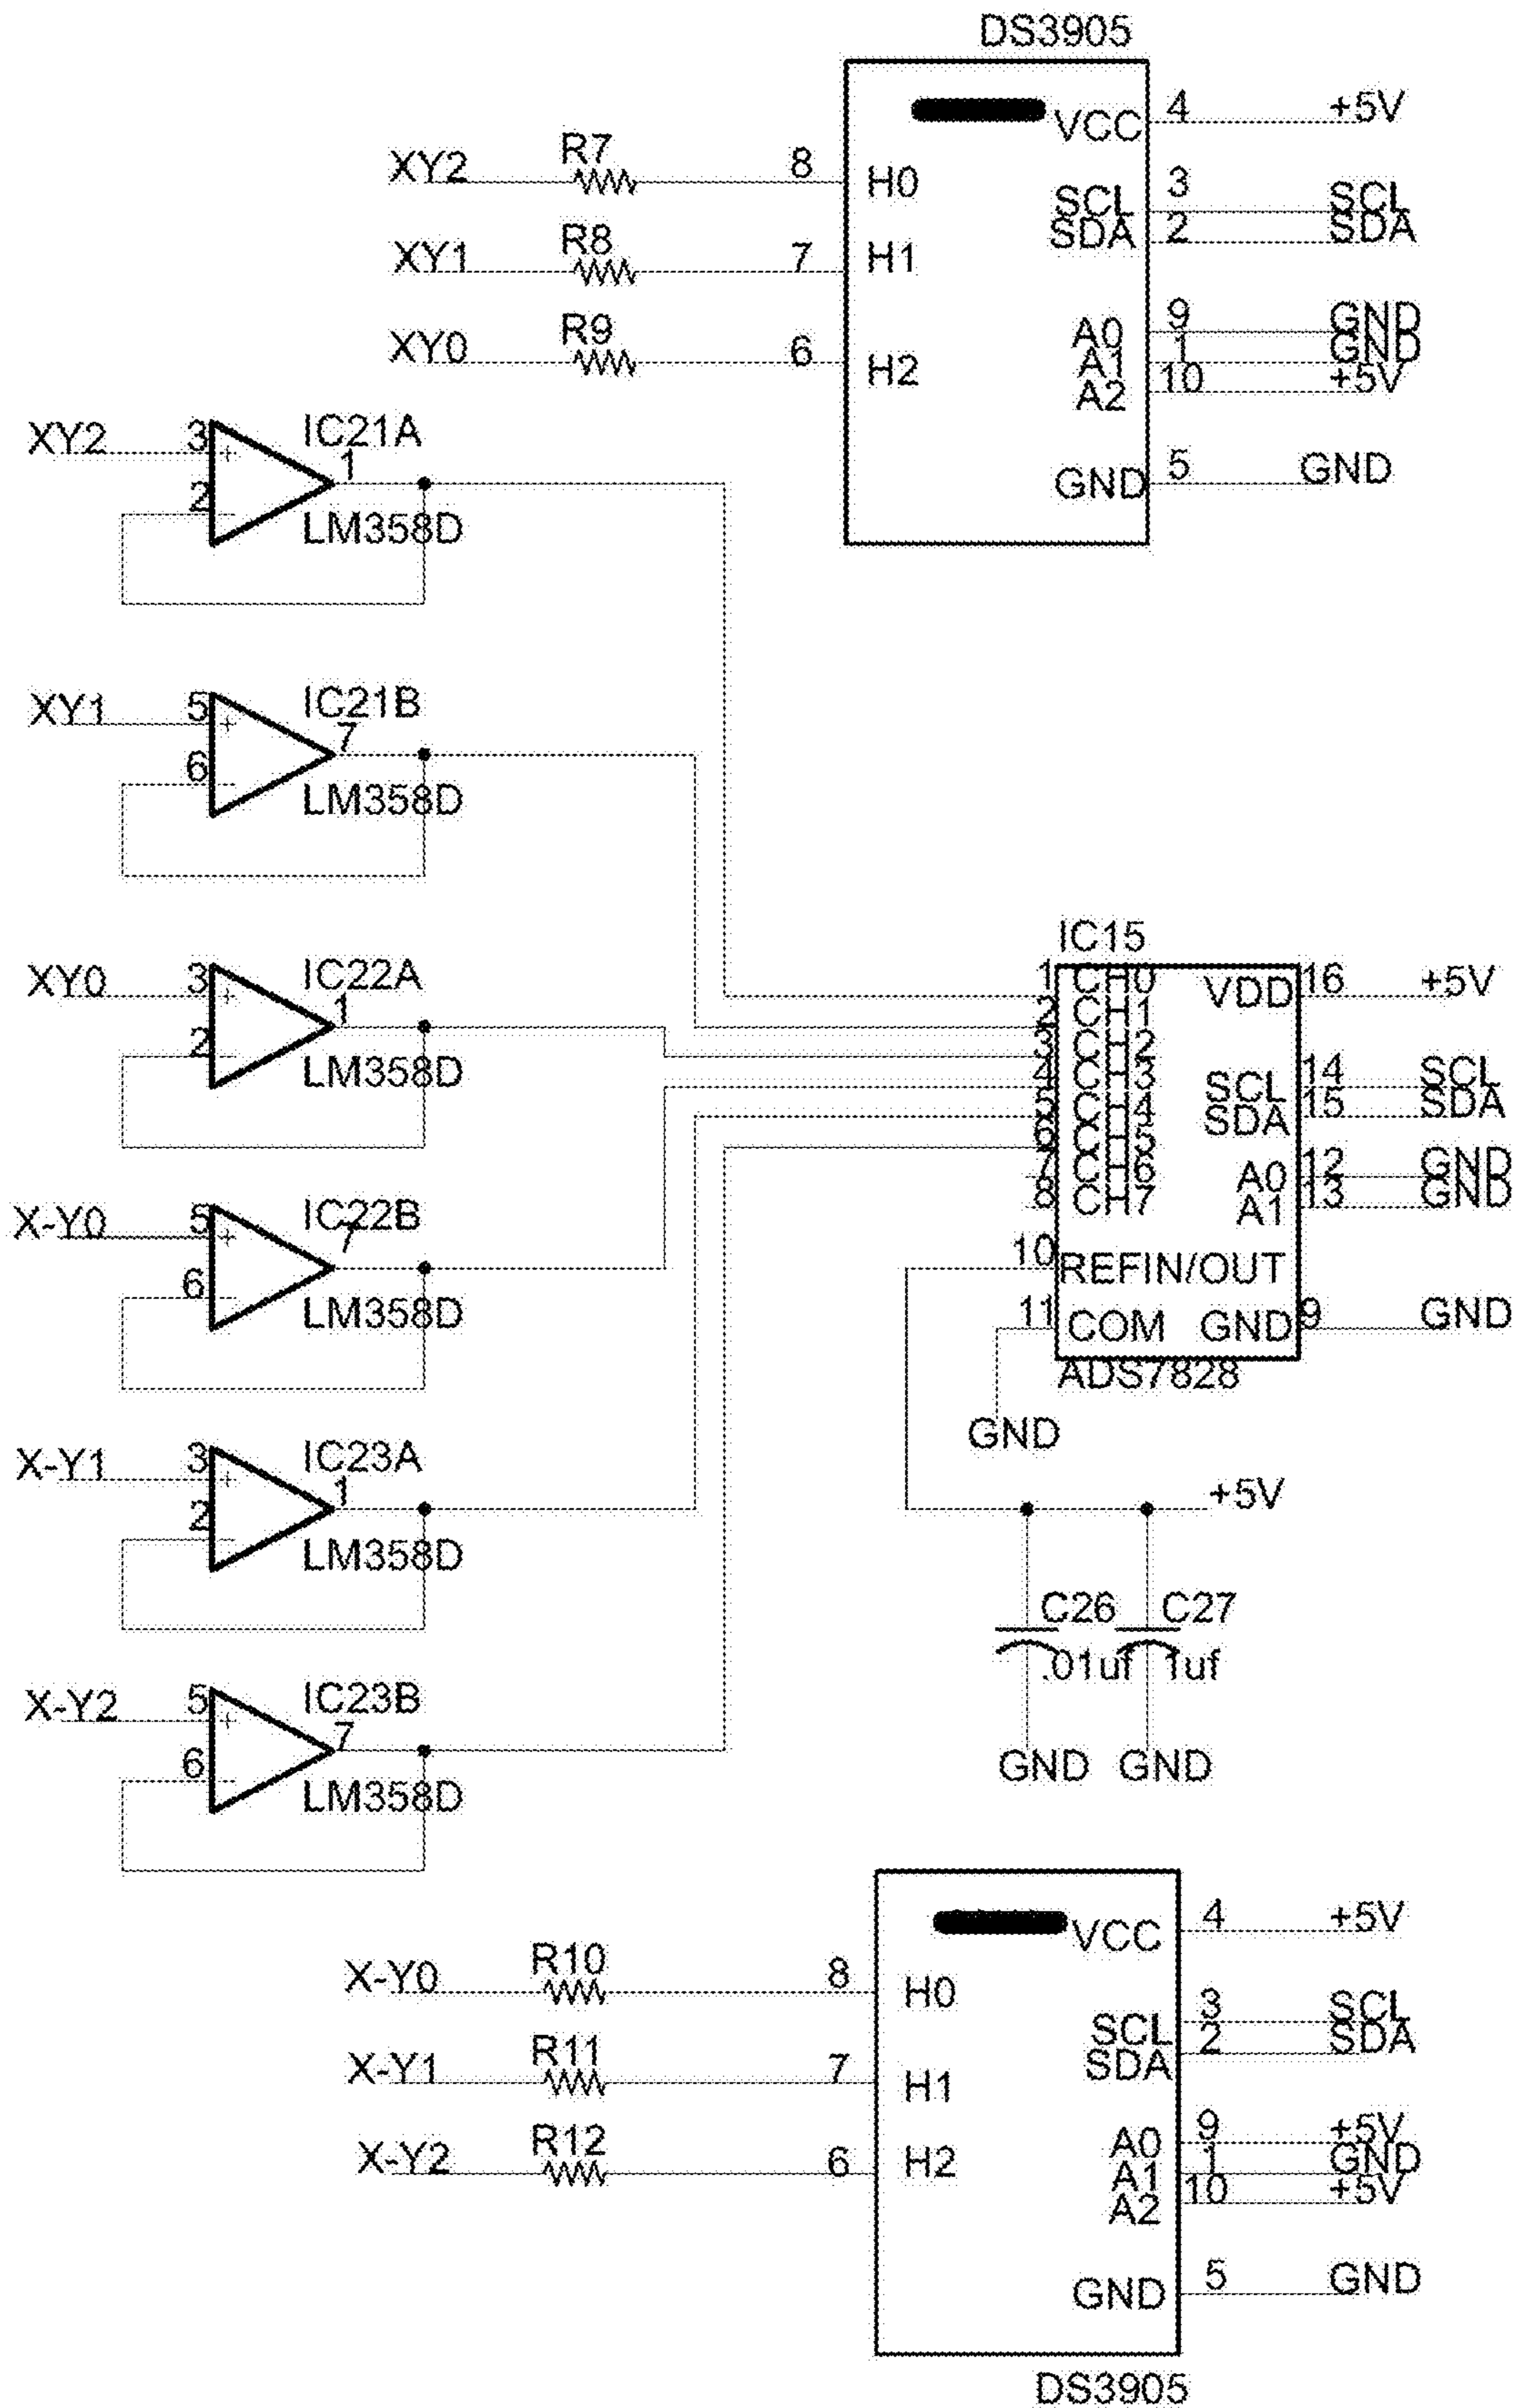 DS3905
VCC 4 +5V
XY2 R7 8 H0
3
SCL SCL
SDA 2 SDA
XY1 R8 7 H1
9 GND
A0
XY0 R9 6 H2
A1 1 GND
A2 10 +5V
GND 5 GND
XY2 3 + IC21A
1
2 LM358D
XY1 5 + IC21B
7
6 LM358D
XY0 3 + IC22A
1
2 LM358D
X-Y0 5 + IC22B
7
6 LM358D
X-Y1 3 + IC23A
1
2 LM358D
X-Y2 5 + IC23B
7
6 LM358D
IC15
1 CH0 VDD 16 +5V
2 CH1
3 CH2
4 CH3 SCL 14 SCL
5 CH4 SDA 15 SDA
6 CH5
7 CH6 A0 12 GND
8 CH7 A1 13 GND
10 REFIN/OUT
11 COM GND 9 GND
ADS7828
GND
+5V
C26 C27
.01uf 1uf
GND GND
VCC 4 +5V
X-Y0 R10 8 H0
3 SCL
SCL
2 SDA
SDA
X-Y1 R11 7 H1
9 +5V
A0
X-Y2 R12 6 H2
A1 1 GND
A2 10 +5V
GND 5 GND
DS3905